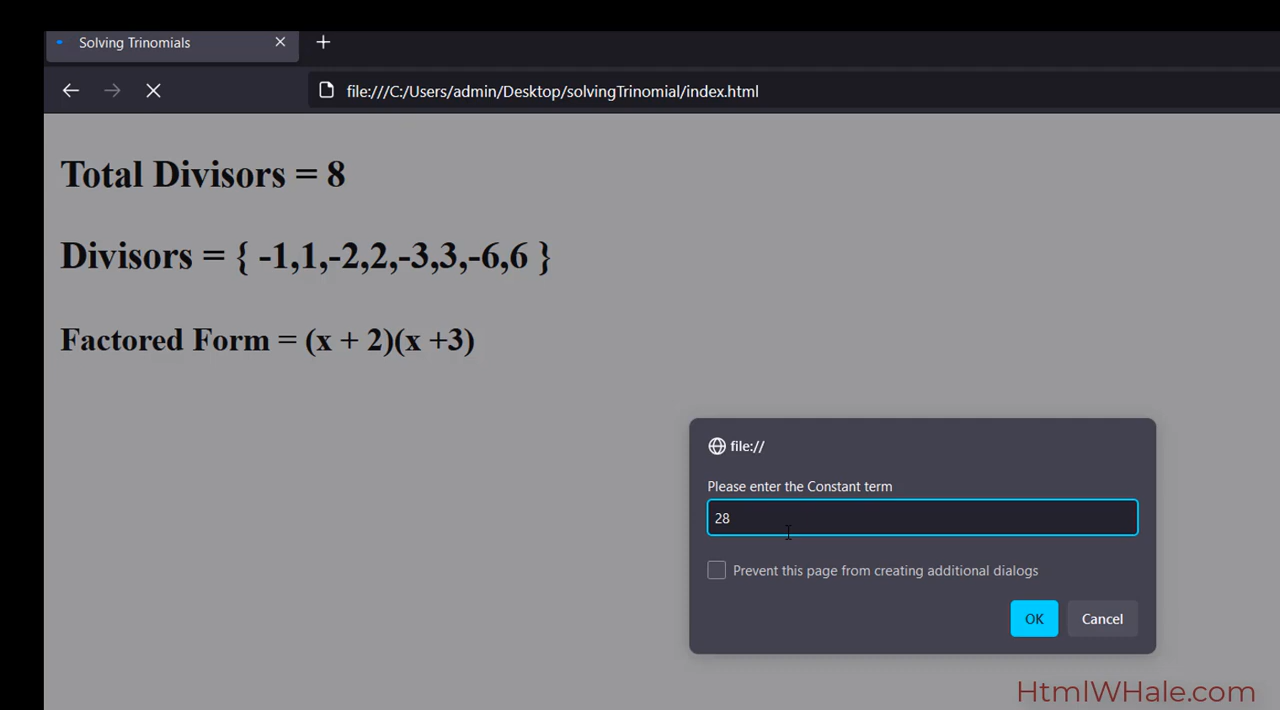 Solving Trinomials
file:///C:/Users/admin/Desktop/solvingTrinomial/index.html
Total Divisors = 8
Divisors = { -1,1,-2,2,-3,3,-6,6 }
Factored Form = (x + 2)(x +3)
file://
Please enter the Constant term
28
Prevent this page from creating additional dialogs
OK Cancel
HtmlWHale.com